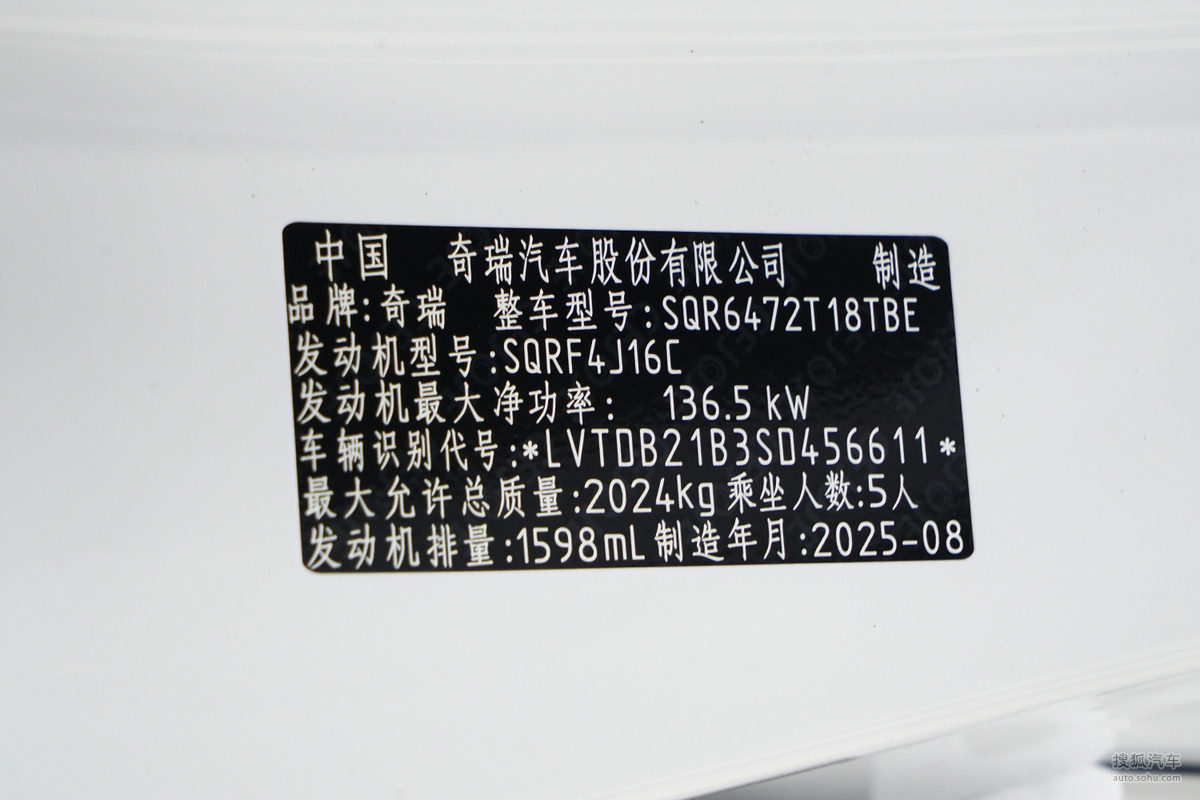 中国 奇瑞汽车股份有限公司 制造
品牌:奇瑞 整车型号:SQR6472T18TBE
发动机型号:SQRF4J16C
发动机最大净功率: 136.5 kW
车辆识别代号:*LVTDB21B3SD456611*
最大允许总质量:2024kg 乘坐人数:5人
发动机排量:1598mL 制造年月:2025-08
搜狐汽车
auto.sohu.com